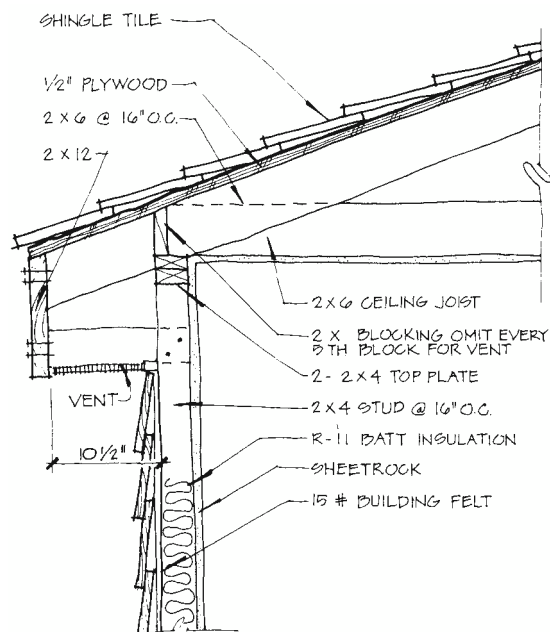 SHINGLE TILE
1/2" PLYWOOD
2 X 6 @ 16" O.C.
2 X 12
2 X 6 CEILING JOIST
2 X BLOCKING OMIT EVERY
5 TH BLOCK FOR VENT
2 - 2 X 4 TOP PLATE
VENT
2 X 4 STUD @ 16" O.C.
R-11 BATT INSULATION
10 1/2"
SHEETROCK
15 # BUILDING FELT